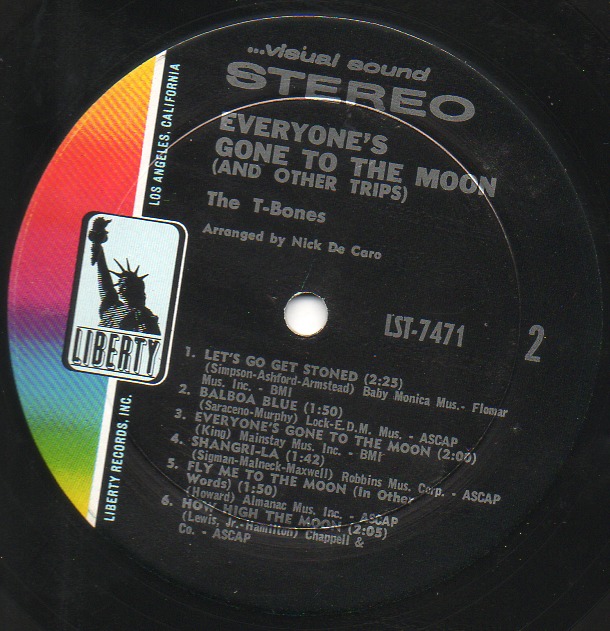 ...visual sound
STEREO
EVERYONE'S
GONE TO THE MOON
(AND OTHER TRIPS)
The T-Bones
Arranged by Nick De Caro
LST-7471
2
1. LET'S GO GET STONED (2:25)
(Simpson-Ashford-Armstead) Baby Monica Mus.- Flomar
Mus. Inc. - BMI
2. BALBOA BLUE (1:50)
(Saraceno-Murphy) Lock-E.D.M. Mus. - ASCAP
3. EVERYONE'S GONE TO THE MOON (2:00)
(King) Mainstay Mus. Inc. - BMI
4. SHANGRI-LA (1:42)
(Sigman-Malneck-Maxwell) Robbins Mus. Corp. - ASCAP
5. FLY ME TO THE MOON (In Other
Words) (1:50)
(Howard) Almanac Mus. Inc. - ASCAP
6. HOW HIGH THE MOON (2:05)
(Lewis, Jr.-Hamilton) Chappell &
Co. - ASCAP
LIBERTY
LIBERTY RECORDS, INC.
LOS ANGELES, CALIFORNIA